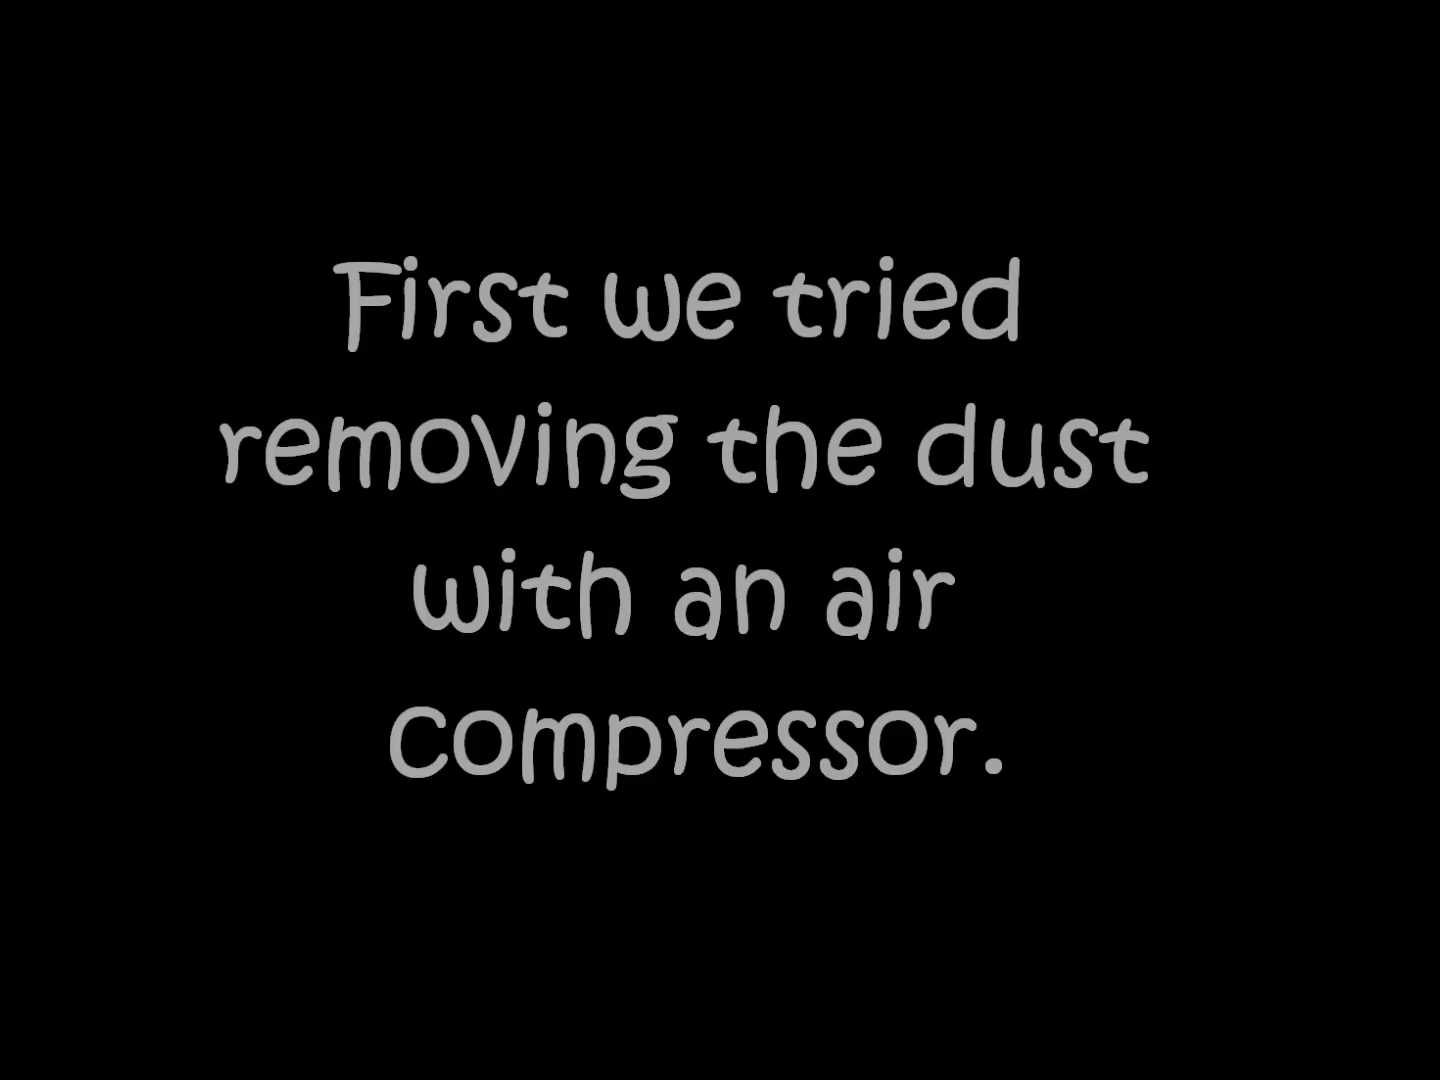 First we tried
removing the dust
with an air
compressor.